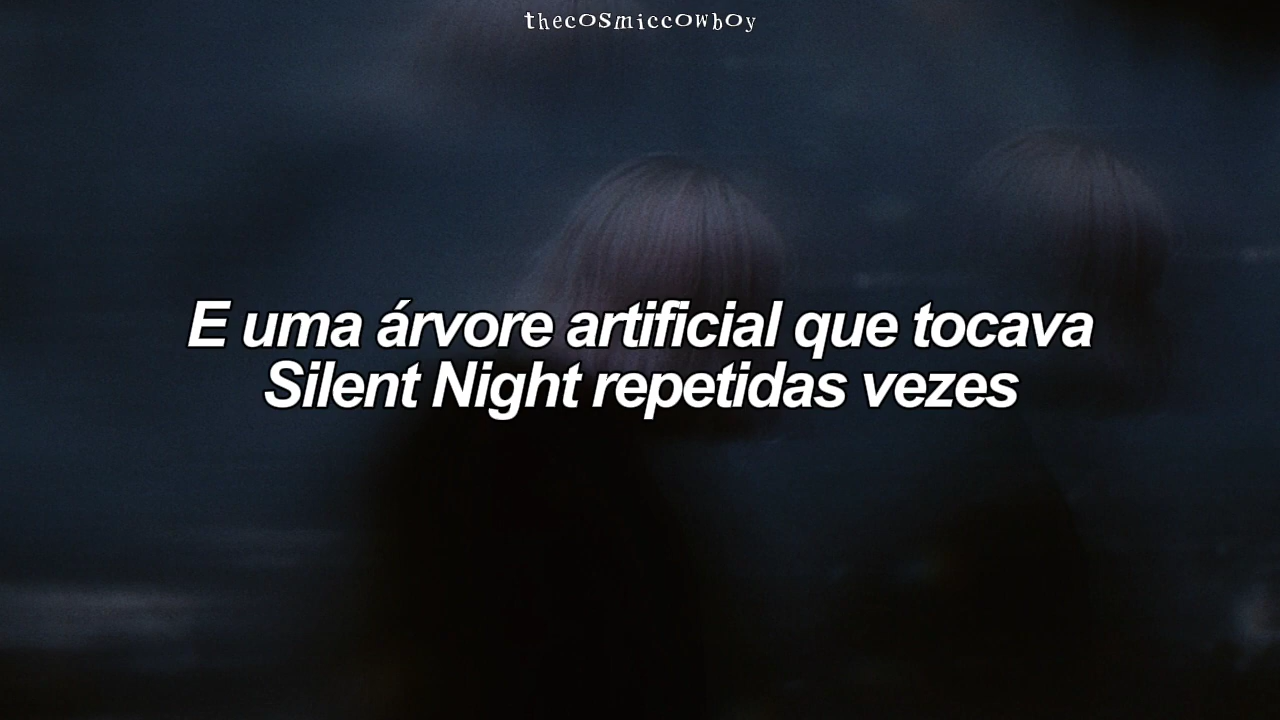 thecosmiccowboy
E uma árvore artificial que tocava
Silent Night repetidas vezes